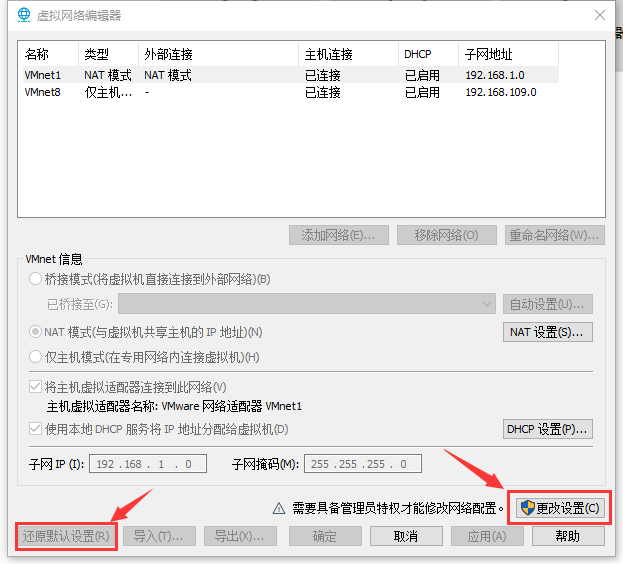 虚拟网络编辑器
名称 类型 外部连接 主机连接 DHCP 子网地址
VMnet1 NAT 模式 NAT 模式 已连接 已启用 192.168.1.0
VMnet8 仅主机... - 已连接 已启用 192.168.109.0
添加网络(E)... 移除网络(O) 重命名网络(W)...
VMnet 信息
桥接模式(将虚拟机直接连接到外部网络)(B)
已桥接至(G): 自动设置(U)...
NAT 模式(与虚拟机共享主机的 IP 地址)(N) NAT 设置(S)...
仅主机模式(在专用网络内连接虚拟机)(H)
将主机虚拟适配器连接到此网络(V)
主机虚拟适配器名称: VMware 网络适配器 VMnet1
使用本地 DHCP 服务将 IP 地址分配给虚拟机(D) DHCP 设置(P)...
子网 IP (I): 192 .168 . 1 . 0 子网掩码(M): 255 .255 .255 . 0
需要具备管理员特权才能修改网络配置。 更改设置(C)
还原默认设置(R) 导入(T)... 导出(X)... 确定 取消 应用(A) 帮助